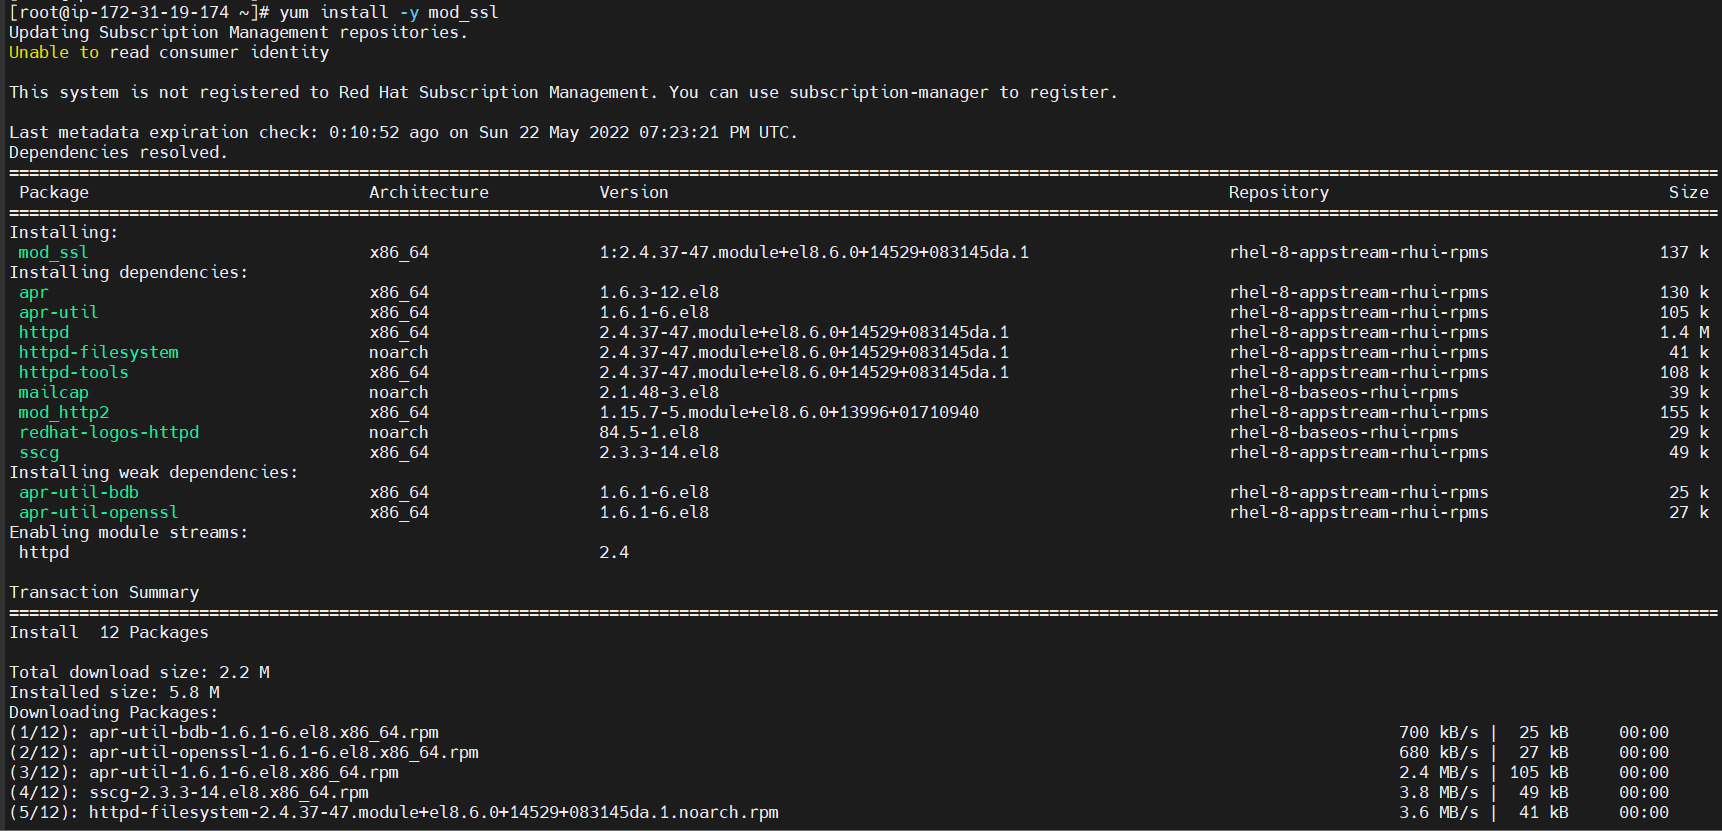 [root@ip-172-31-19-174 ~]# yum install -y mod_ssl
Updating Subscription Management repositories.
Unable to read consumer identity
This system is not registered to Red Hat Subscription Management. You can use subscription-manager to register.
Last metadata expiration check: 0:10:52 ago on Sun 22 May 2022 07:23:21 PM UTC.
Dependencies resolved.
================================================================================
Package Architecture Version Repository Size
================================================================================
Installing:
mod_ssl x86_64 1:2.4.37-47.module+el8.6.0+14529+083145da.1 rhel-8-appstream-rhui-rpms 137 k
Installing dependencies:
apr x86_64 1.6.3-12.el8 rhel-8-appstream-rhui-rpms 130 k
apr-util x86_64 1.6.1-6.el8 rhel-8-appstream-rhui-rpms 105 k
httpd x86_64 2.4.37-47.module+el8.6.0+14529+083145da.1 rhel-8-appstream-rhui-rpms 1.4 M
httpd-filesystem noarch 2.4.37-47.module+el8.6.0+14529+083145da.1 rhel-8-appstream-rhui-rpms 41 k
httpd-tools x86_64 2.4.37-47.module+el8.6.0+14529+083145da.1 rhel-8-appstream-rhui-rpms 108 k
mailcap noarch 2.1.48-3.el8 rhel-8-baseos-rhui-rpms 39 k
mod_http2 x86_64 1.15.7-5.module+el8.6.0+13996+01710940 rhel-8-appstream-rhui-rpms 155 k
redhat-logos-httpd noarch 84.5-1.el8 rhel-8-baseos-rhui-rpms 29 k
sscg x86_64 2.3.3-14.el8 rhel-8-appstream-rhui-rpms 49 k
Installing weak dependencies:
apr-util-bdb x86_64 1.6.1-6.el8 rhel-8-appstream-rhui-rpms 25 k
apr-util-openssl x86_64 1.6.1-6.el8 rhel-8-appstream-rhui-rpms 27 k
Enabling module streams:
httpd 2.4
Transaction Summary
================================================================================
Install 12 Packages
Total download size: 2.2 M
Installed size: 5.8 M
Downloading Packages:
(1/12): apr-util-bdb-1.6.1-6.el8.x86_64.rpm 700 kB/s | 25 kB 00:00
(2/12): apr-util-openssl-1.6.1-6.el8.x86_64.rpm 680 kB/s | 27 kB 00:00
(3/12): apr-util-1.6.1-6.el8.x86_64.rpm 2.4 MB/s | 105 kB 00:00
(4/12): sscg-2.3.3-14.el8.x86_64.rpm 3.8 MB/s | 49 kB 00:00
(5/12): httpd-filesystem-2.4.37-47.module+el8.6.0+14529+083145da.1.noarch.rpm 3.6 MB/s | 41 kB 00:00